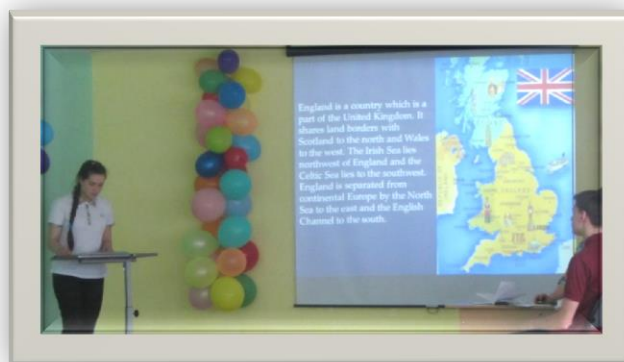 England is a country which is a
part of the United Kingdom. It
shares land borders with
Scotland to the north and Wales
to the west. The Irish Sea lies
northwest of England and the
Celtic Sea lies to the southwest.
England is separated from
continental Europe by the North
Sea to the east and the English
Channel to the south.